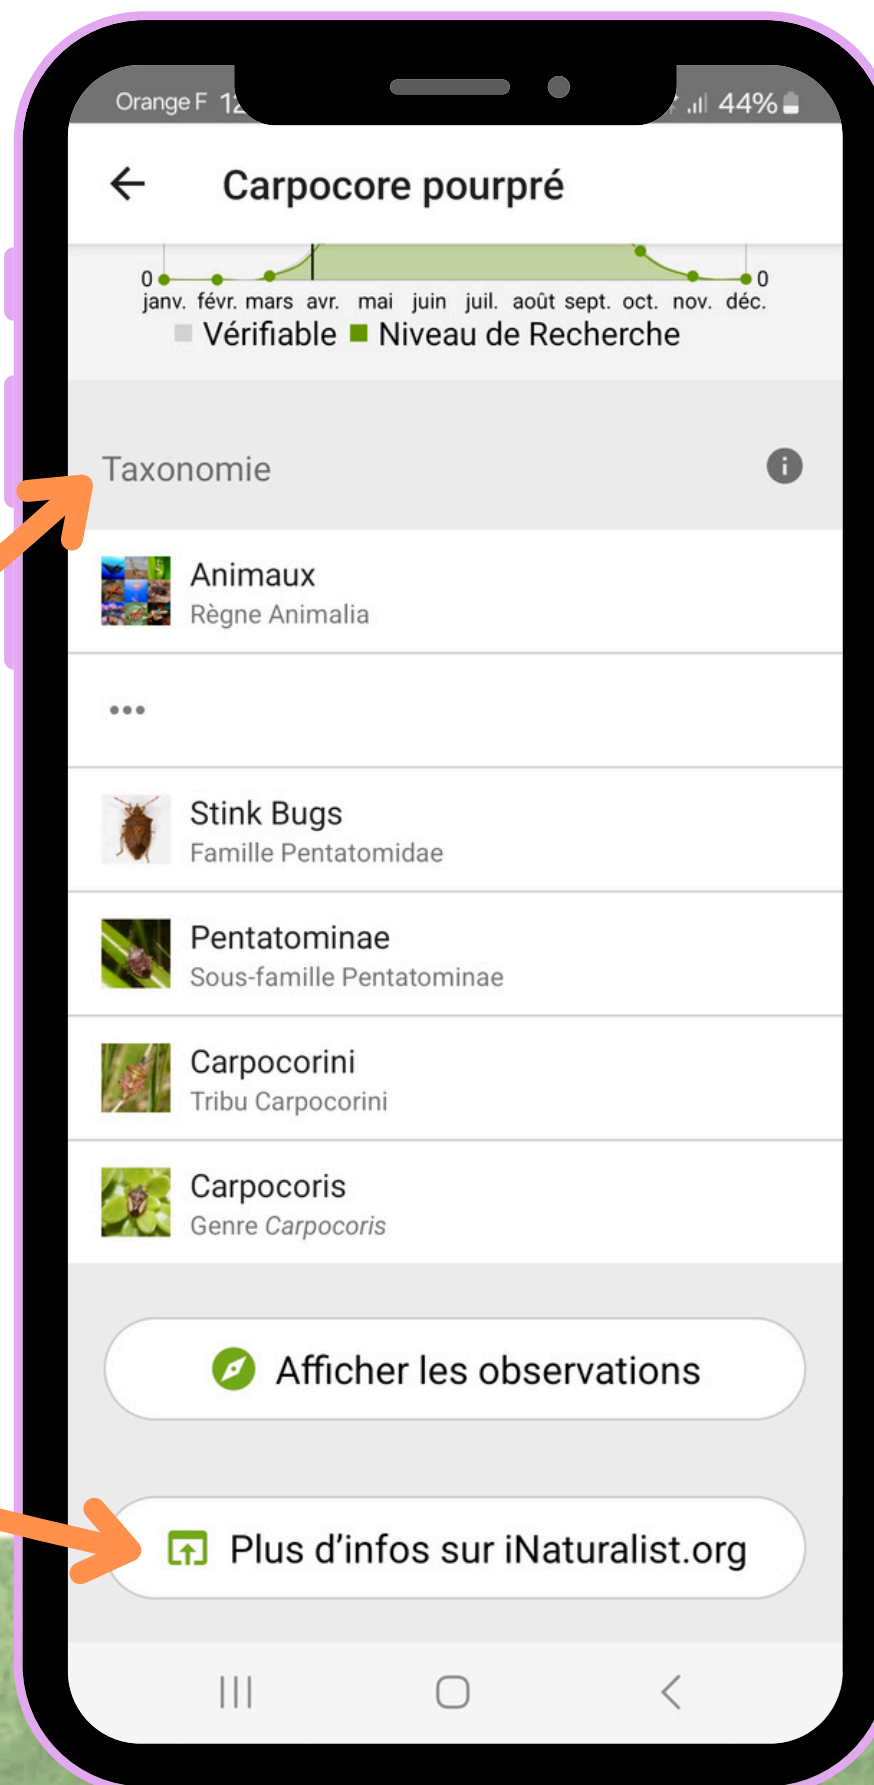 Orange F 12
44%
Carpocore pourpré
0 0
janv. févr. mars avr. mai juin juil. août sept. oct. nov. déc.
Vérifiable Niveau de Recherche
Taxonomie
Animaux
Règne Animalia
Stink Bugs
Famille Pentatomidae
Pentatominae
Sous-famille Pentatominae
Carpocorini
Tribu Carpocorini
Carpocoris
Genre Carpocoris
Afficher les observations
Plus d’infos sur iNaturalist.org